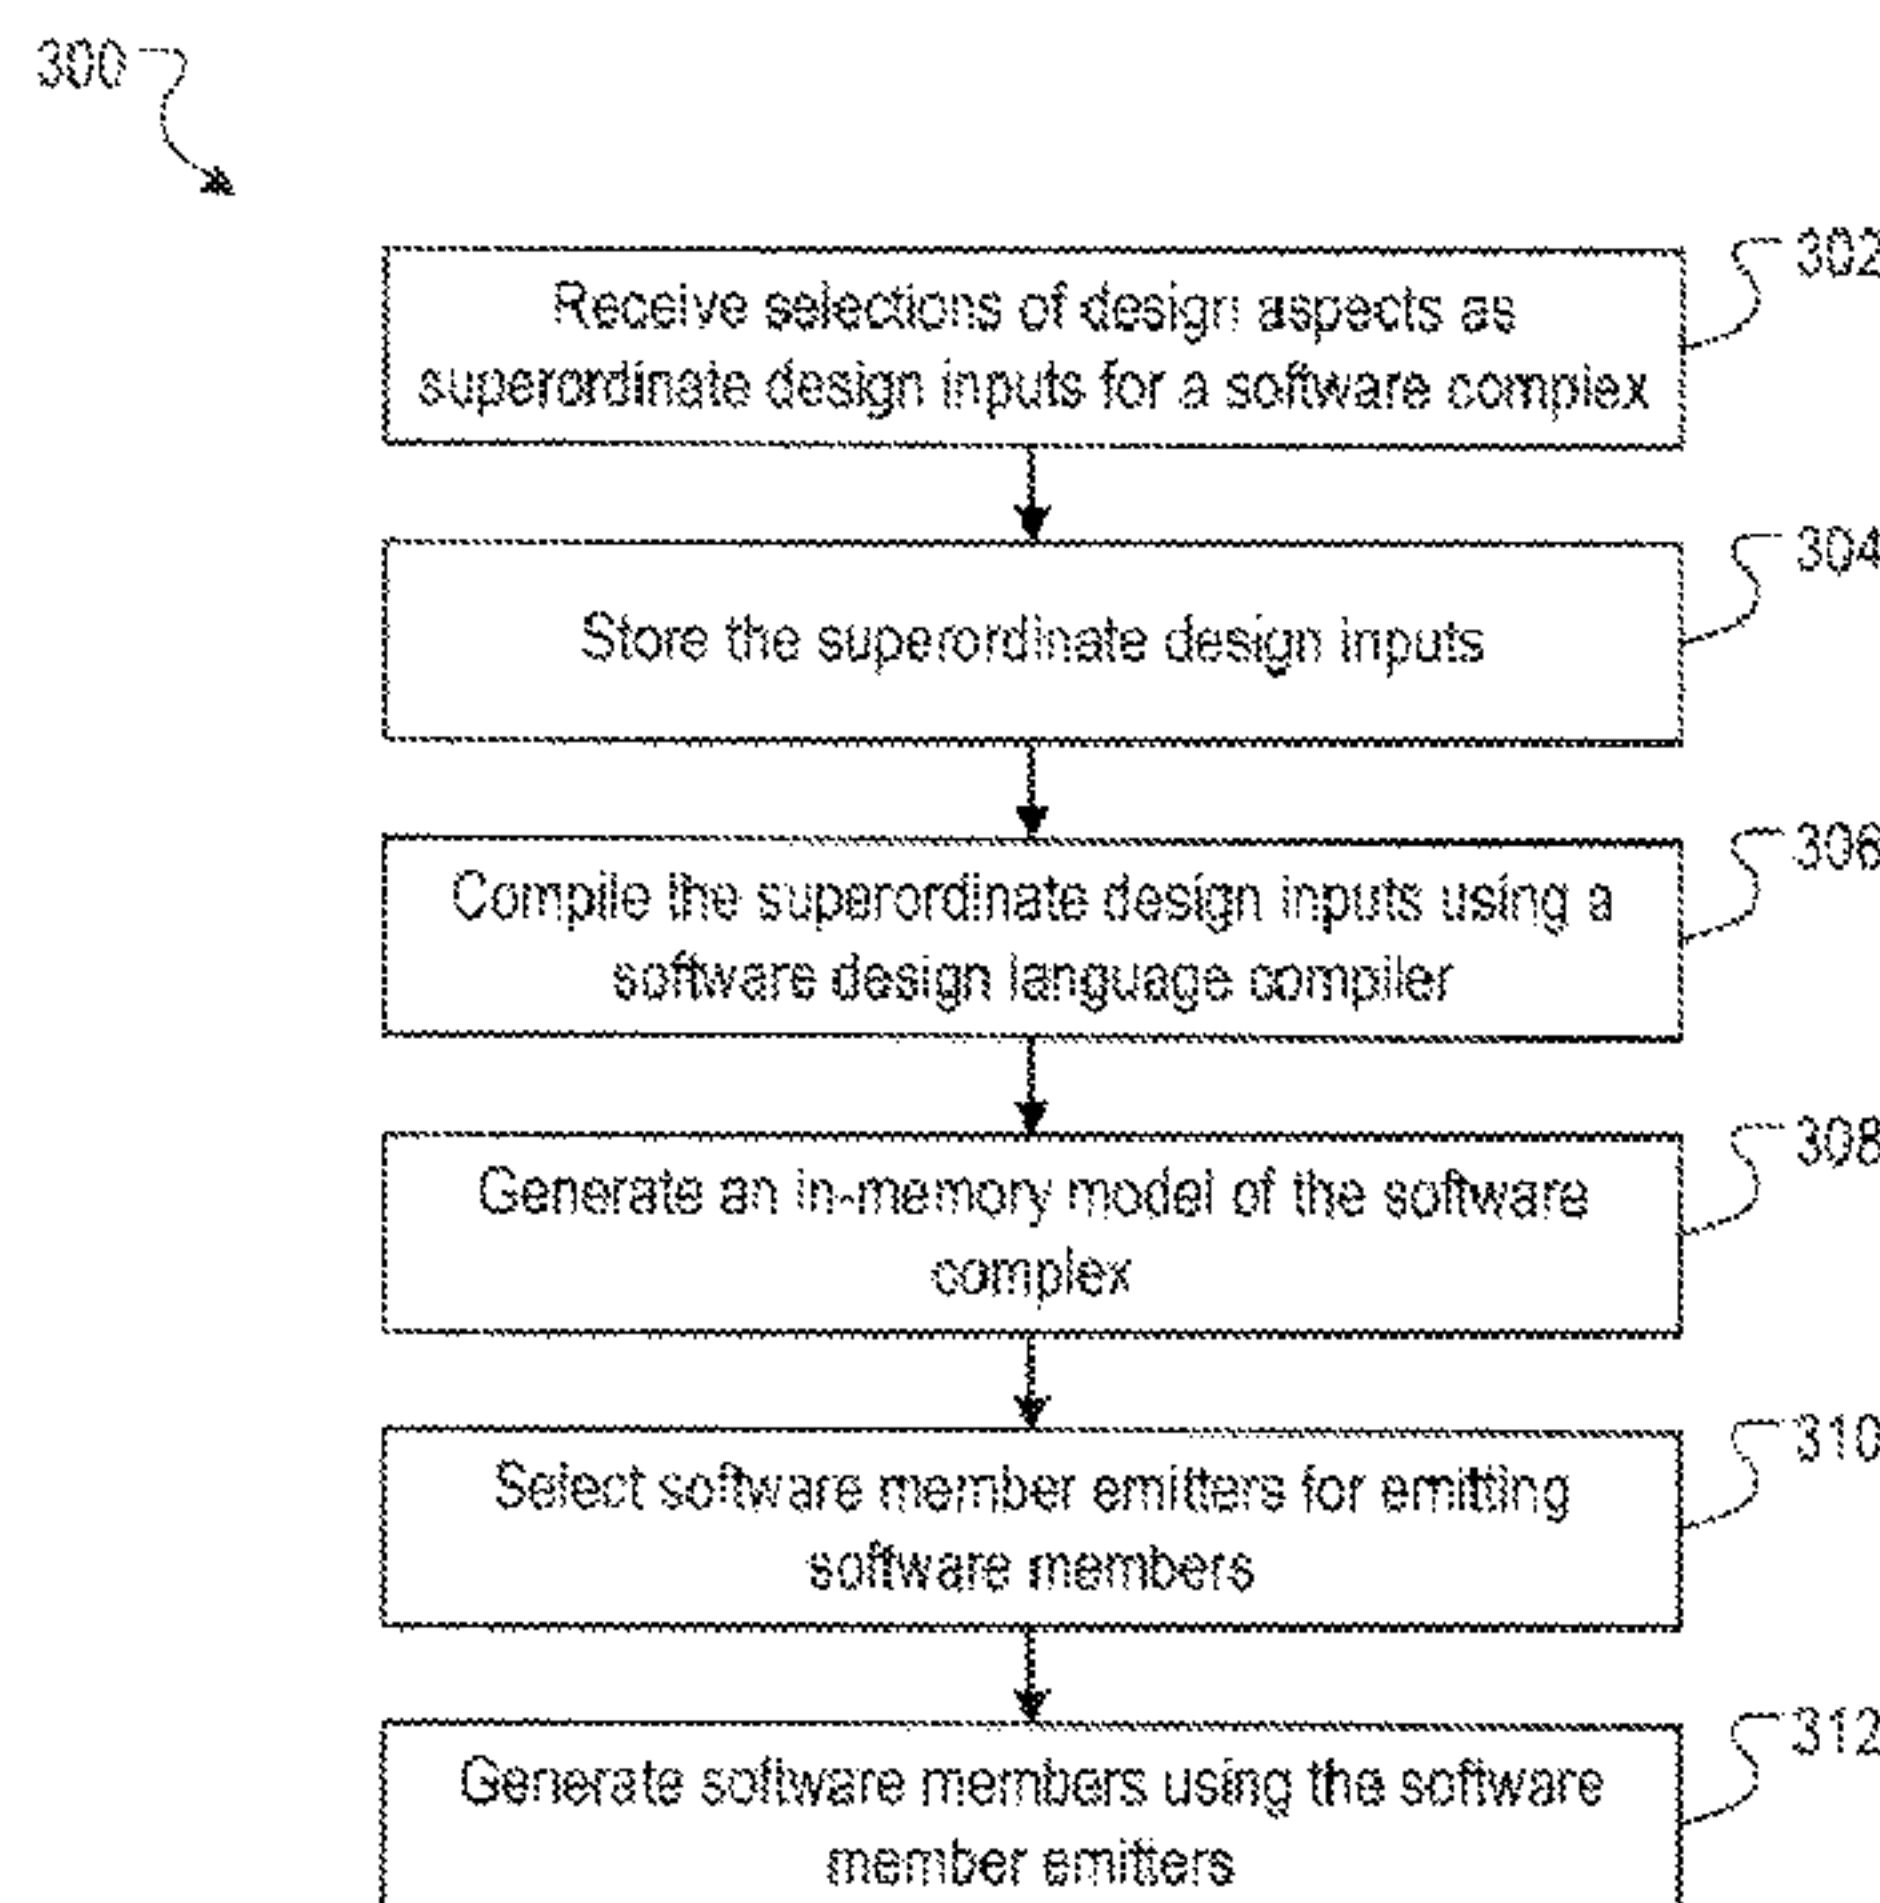 300
302
Receive selections of design aspects as
superordinate design inputs for a software complex
304
Store the superordinate design inputs
306
Compile the superordinate design inputs using a
software design language compiler
308
Generate an in-memory model of the software
complex
310
Select software member emitters for emitting
software members
312
Generate software members using the software
member emitters